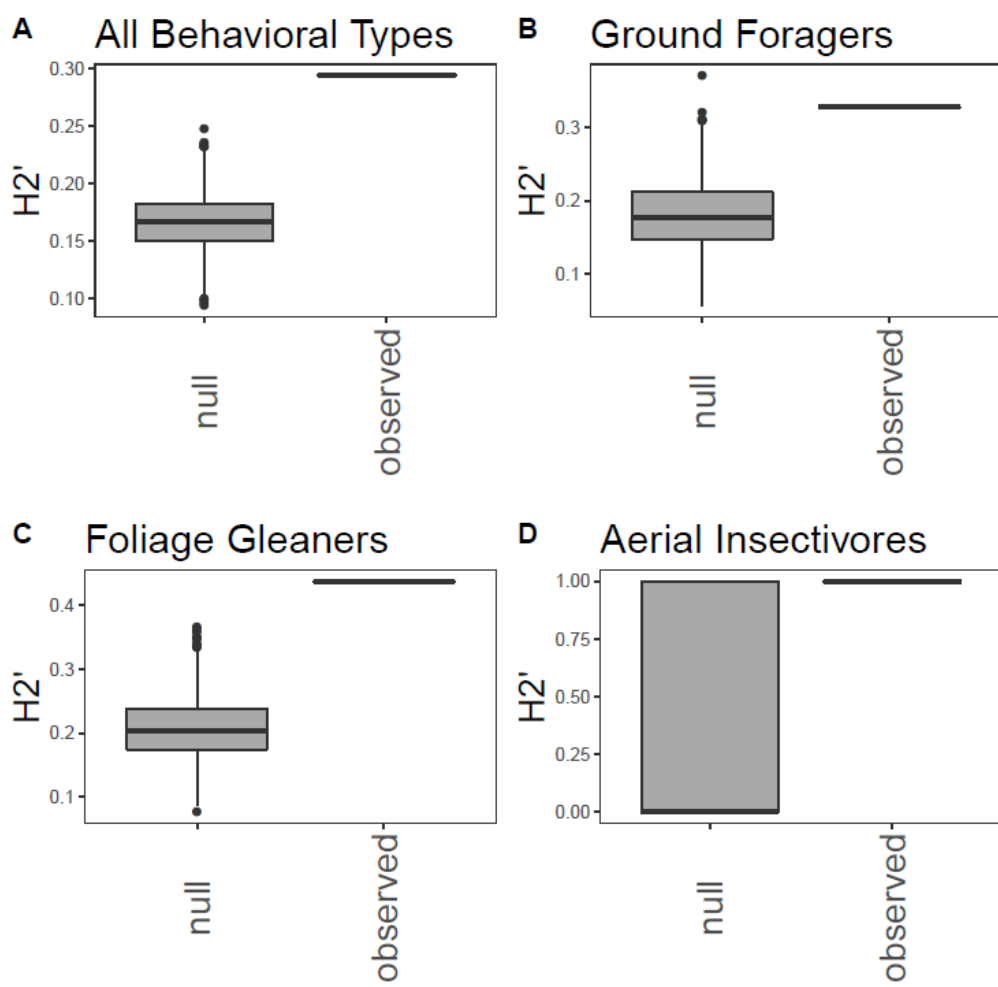 A All Behavioral Types
0.30
0.25
0.20
0.15
0.10
H2'
null
observed
B Ground Foragers
0.3
0.2
0.1
H2'
null
observed
C Foliage Gleaners
0.4
0.3
0.2
0.1
H2'
null
observed
D Aerial Insectivores
1.00
0.75
0.50
0.25
0.00
H2'
null
observed